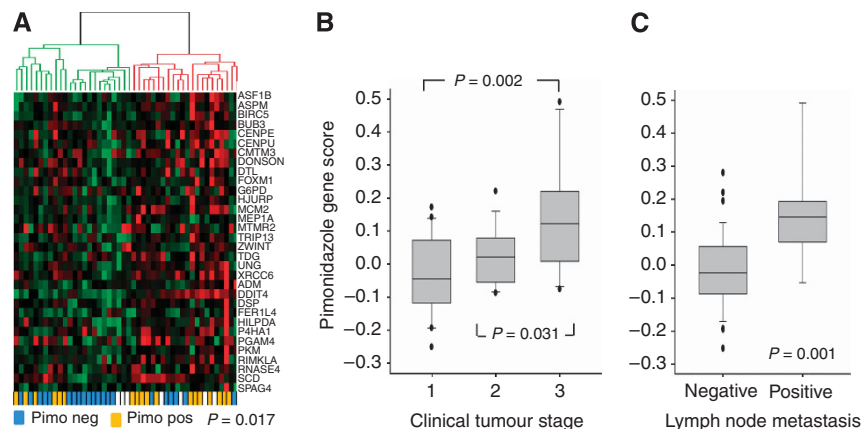 A
ASF1B
ASPM
BIRC5
BUB3
CENPE
CENPU
CMTM3
DONSON
DTL
FOXM1
G6PD
HJURP
MCM2
MEP1A
MTMR2
TRIP13
ZWINT
TDG
UNG
XRCC6
ADM
DDIT4
DSP
FER1L4
HILPDA
P4HA1
PGAM4
PKM
RIMKLA
RNASE4
SCD
SPAG4
Pimo neg Pimo pos P = 0.017
B
Pimonidazole gene score
0.5
0.4
0.3
0.2
0.1
0.0
−0.1
−0.2
−0.3
P = 0.002
P = 0.031
1 2 3
Clinical tumour stage
C
0.5
0.4
0.3
0.2
0.1
0.0
−0.1
−0.2
−0.3
P = 0.001
Negative Positive
Lymph node metastasis